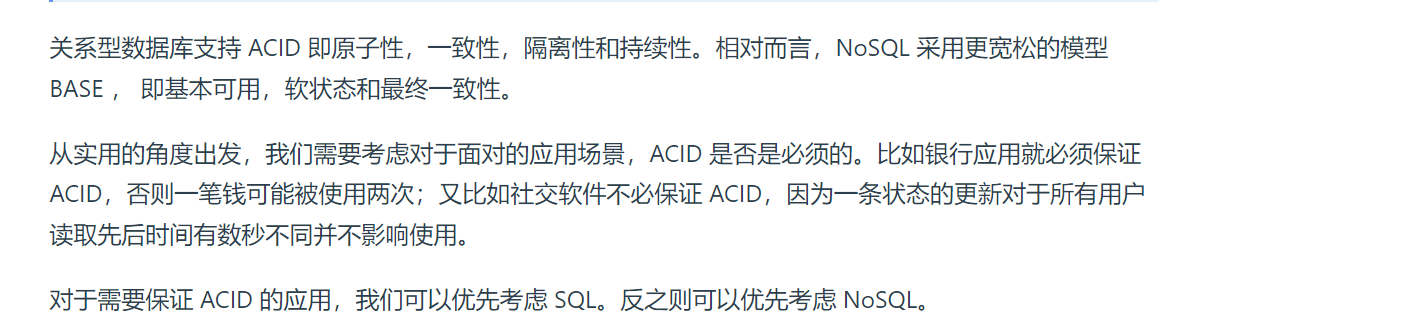 关系型数据库支持 ACID 即原子性，一致性，隔离性和持续性。相对而言，NoSQL 采用更宽松的模型
BASE ， 即基本可用，软状态和最终一致性。
从实用的角度出发，我们需要考虑对于面对的应用场景，ACID 是否是必须的。比如银行应用就必须保证
ACID，否则一笔钱可能被使用两次；又比如社交软件不必保证 ACID，因为一条状态的更新对于所有用户
读取先后时间有数秒不同并不影响使用。
对于需要保证 ACID 的应用，我们可以优先考虑 SQL。反之则可以优先考虑 NoSQL。